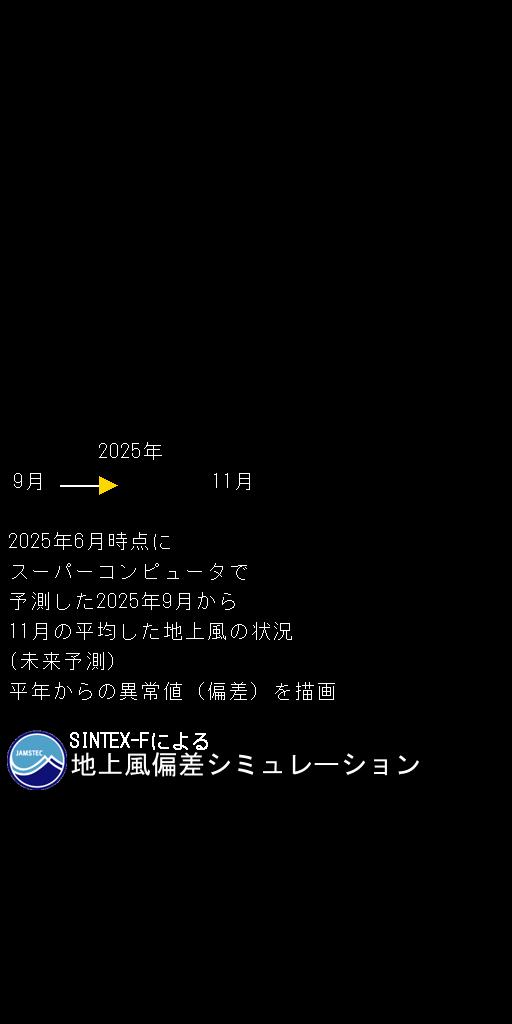 2025年
9月 11月
2025年6月時点に
スーパーコンピュータで
予測した2025年9月から
11月の平均した地上風の状況
(未来予測)
平年からの異常値（偏差）を描画
SINTEX-Fによる
JAMSTEC
地上風偏差シミュレーション